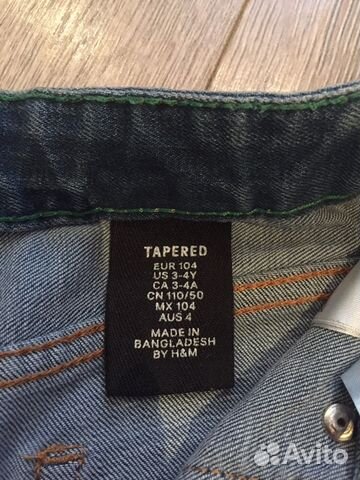 TAPERED
EUR 104
US 3-4Y
CA 3-4A
CN 110/50
MX 104
AUS 4
MADE IN
BANGLADESH
BY H&M
Avito